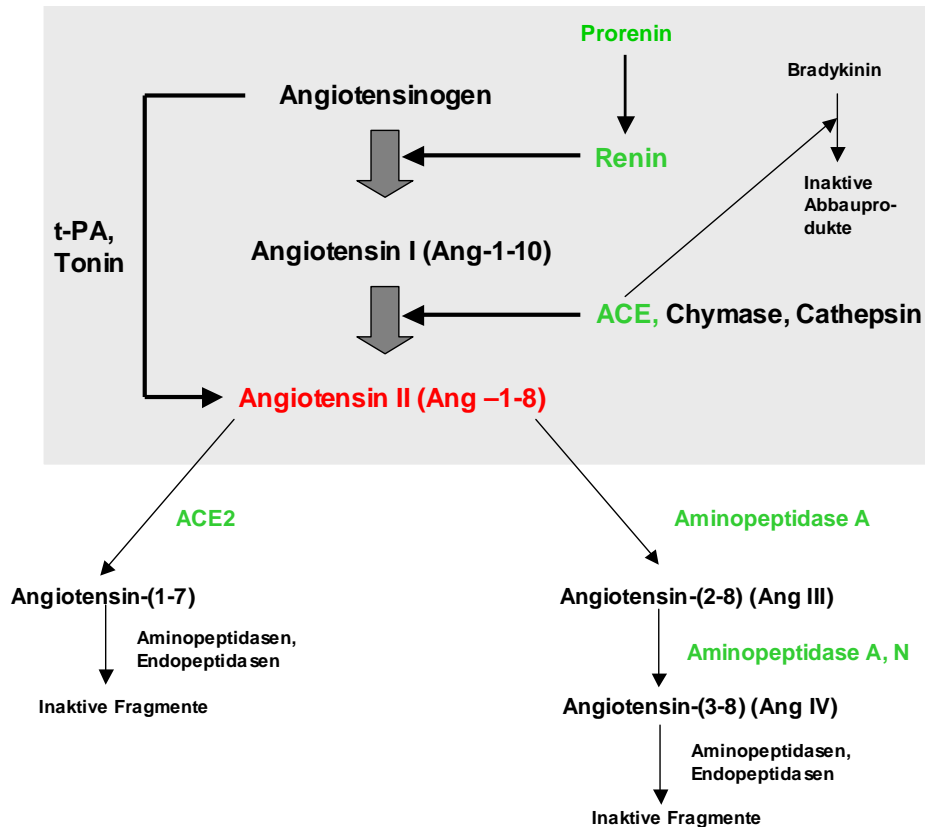 Prorenin
Bradykinin
Angiotensinogen
Renin
Inaktive
Abbaupro-
dukte
t-PA,
Tonin
Angiotensin I (Ang-1-10)
ACE, Chymase, Cathepsin
Angiotensin II (Ang –1-8)
ACE2
Aminopeptidase A
Angiotensin-(1-7)
Angiotensin-(2-8) (Ang III)
Aminopeptidasen,
Endopeptidasen
Aminopeptidase A, N
Inaktive Fragmente
Angiotensin-(3-8) (Ang IV)
Aminopeptidasen,
Endopeptidasen
Inaktive Fragmente